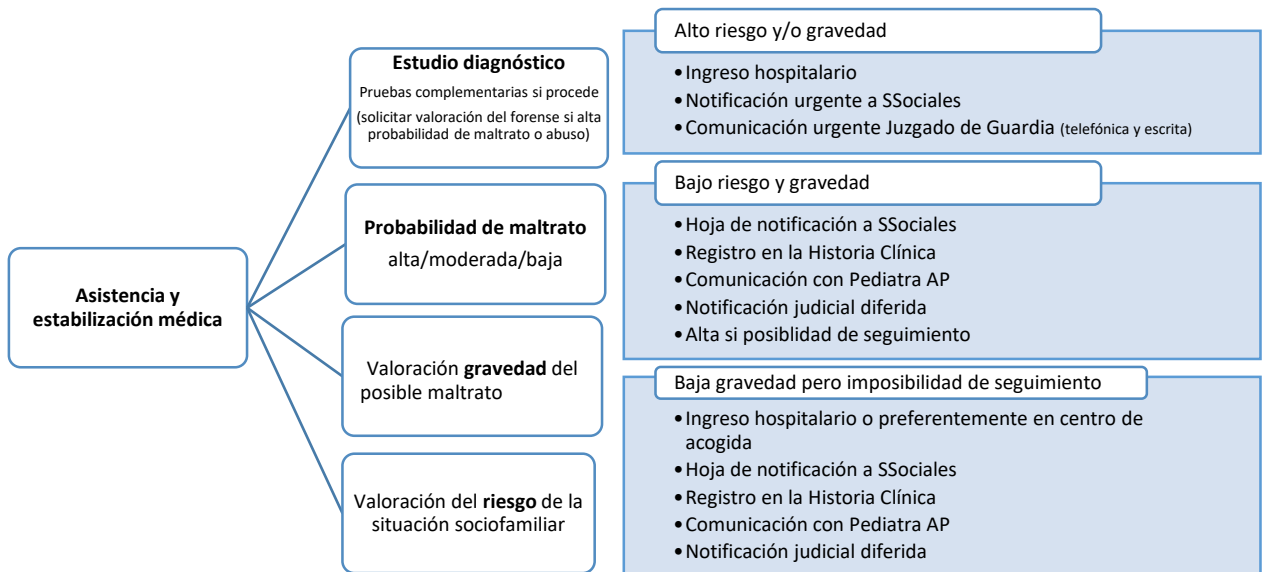 Asistencia y
estabilización médica
Estudio diagnóstico
Pruebas complementarias si procede
(solicitar valoración del forense si alta
probabilidad de maltrato o abuso)
Probabilidad de maltrato
alta/moderada/baja
Valoración gravedad del
posible maltrato
Valoración del riesgo de la
situación sociofamiliar
Alto riesgo y/o gravedad
•Ingreso hospitalario
•Notificación urgente a SSociales
•Comunicación urgente Juzgado de Guardia (telefónica y escrita)
Bajo riesgo y gravedad
•Hoja de notificación a SSociales
•Registro en la Historia Clínica
•Comunicación con Pediatra AP
•Notificación judicial diferida
•Alta si posiblidad de seguimiento
Baja gravedad pero imposibilidad de seguimiento
•Ingreso hospitalario o preferentemente en centro de
acogida
•Hoja de notificación a SSociales
•Registro en la Historia Clínica
•Comunicación con Pediatra AP
•Notificación judicial diferida